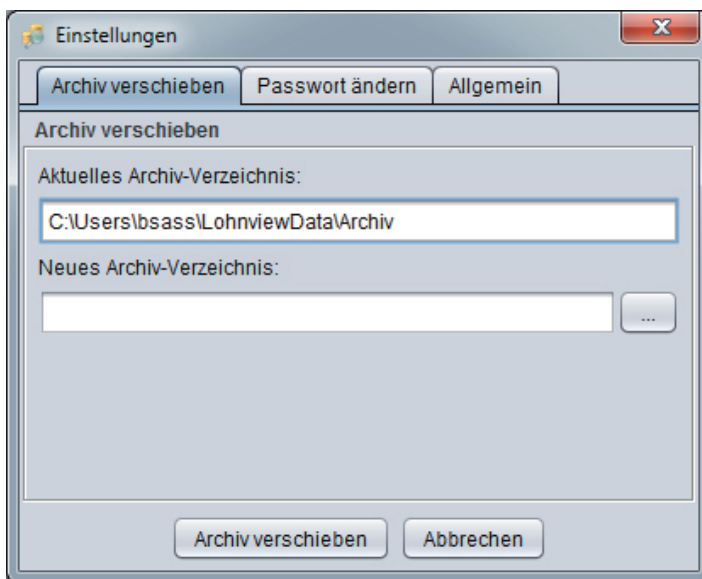 Einstellungen
Archiv verschieben Passwort ändern Allgemein
Archiv verschieben
Aktuelles Archiv-Verzeichnis:
C:\Users\bsass\LohnviewData\Archiv
Neues Archiv-Verzeichnis:
...
Archiv verschieben Abbrechen